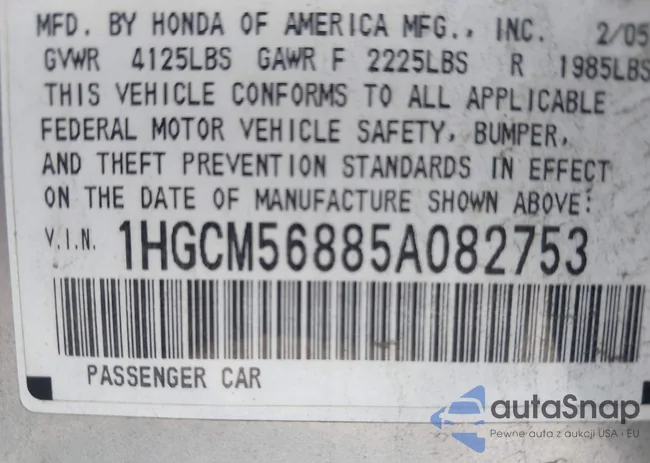 MFD. BY HONDA OF AMERICA MFG., INC. 2/05
GVWR 4125LBS GAWR F 2225LBS R 1985LBS
THIS VEHICLE CONFORMS TO ALL APPLICABLE
FEDERAL MOTOR VEHICLE SAFETY, BUMPER,
AND THEFT PREVENTION STANDARDS IN EFFECT
ON THE DATE OF MANUFACTURE SHOWN ABOVE:
V.I.N. 1HGCM56885A082753
PASSENGER CAR
autaSnap
Pewne auta z aukcji USA i EU